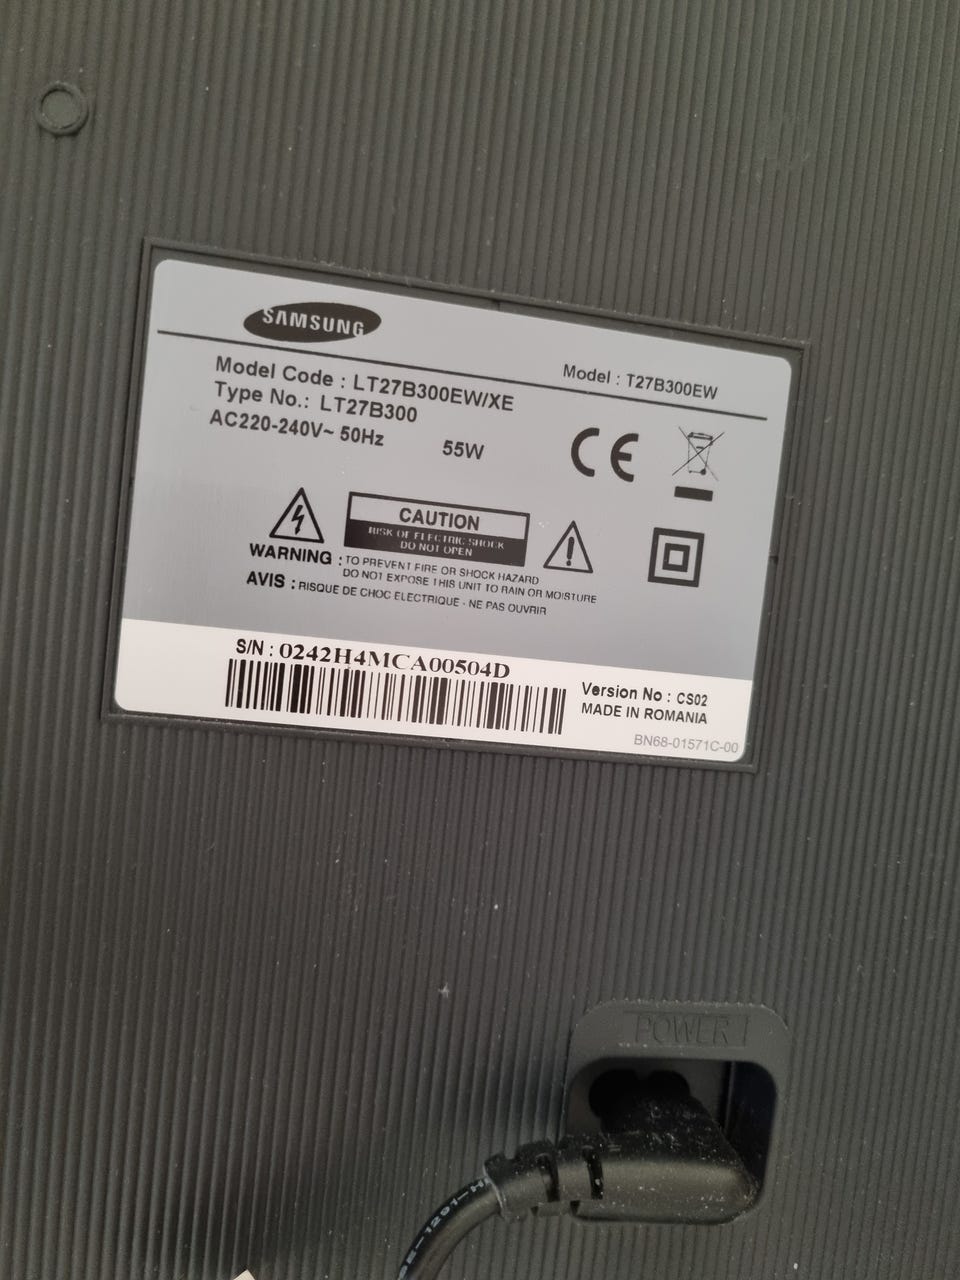 SAMSUNG
Model Code : LT27B300EW/XE
Model : T27B300EW
Type No.: LT27B300
AC220-240V~ 50Hz 55W
CE
CAUTION
RISK OF ELECTRIC SHOCK
DO NOT OPEN
WARNING : TO PREVENT FIRE OR SHOCK HAZARD
DO NOT EXPOSE THIS UNIT TO RAIN OR MOISTURE
AVIS : RISQUE DE CHOC ELECTRIQUE - NE PAS OUVRIR
S/N : 0242H4MCA00504D
Version No : CS02
MADE IN ROMANIA
BN68-01571C-00
POWER